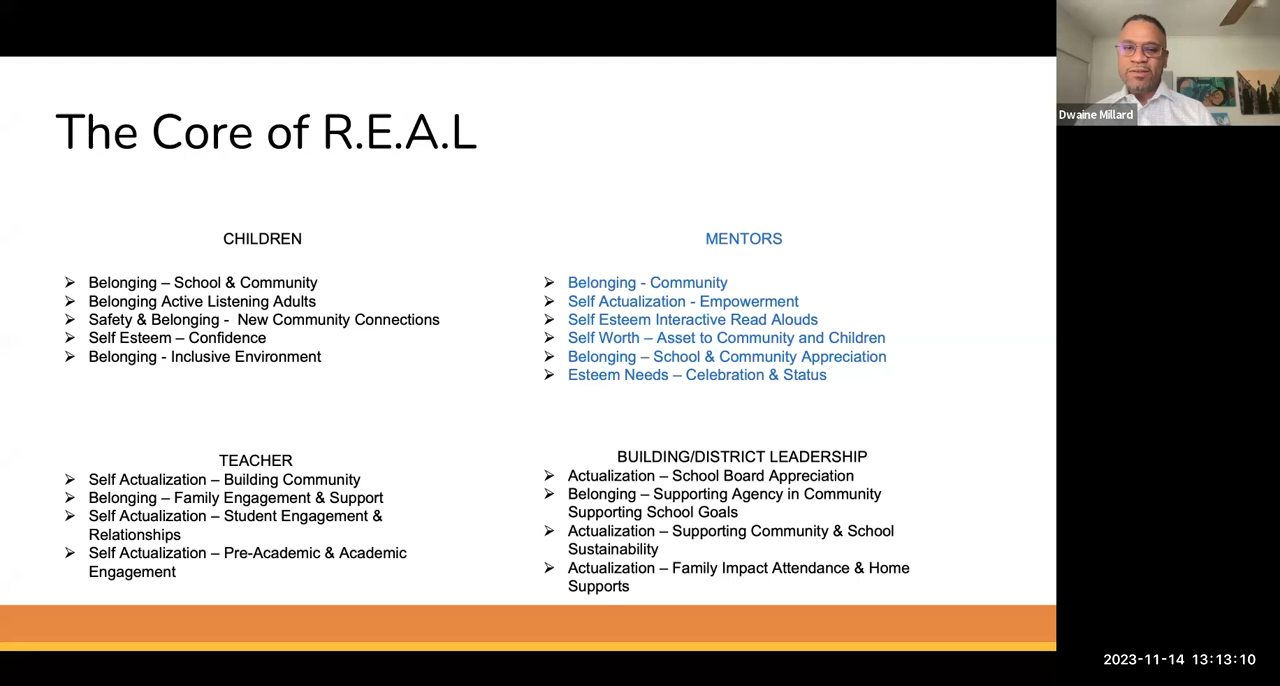 The Core of R.E.A.L
CHILDREN
➢ Belonging – School & Community
➢ Belonging Active Listening Adults
➢ Safety & Belonging -  New Community Connections
➢ Self Esteem – Confidence
➢ Belonging - Inclusive Environment
MENTORS
➢ Belonging - Community
➢ Self Actualization - Empowerment
➢ Self Esteem Interactive Read Alouds
➢ Self Worth – Asset to Community and Children
➢ Belonging – School & Community Appreciation
➢ Esteem Needs – Celebration & Status
TEACHER
➢ Self Actualization – Building Community
➢ Belonging – Family Engagement & Support
➢ Self Actualization – Student Engagement &
Relationships
➢ Self Actualization – Pre-Academic & Academic
Engagement
BUILDING/DISTRICT LEADERSHIP
➢ Actualization – School Board Appreciation
➢ Belonging – Supporting Agency in Community
Supporting School Goals
➢ Actualization – Supporting Community & School
Sustainability
➢ Actualization – Family Impact Attendance & Home
Supports
Dwaine Millard
2023-11-14 13:13:10